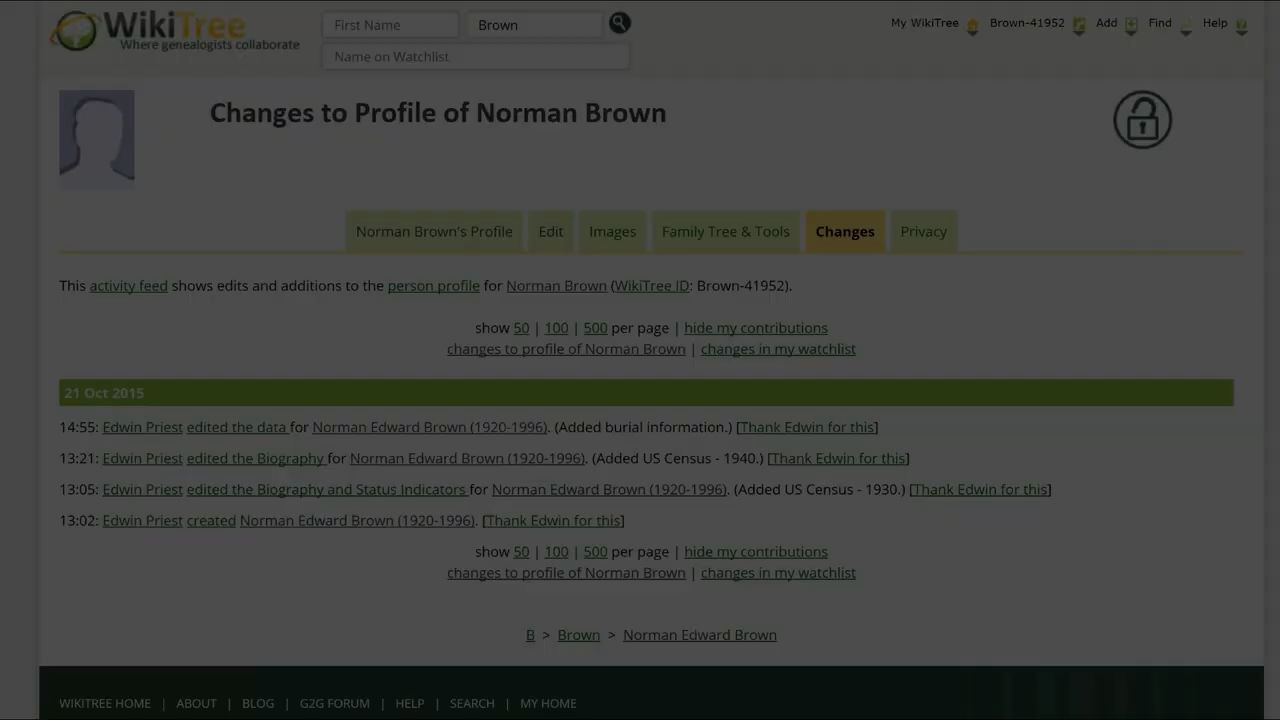 WikiTree
Where genealogists collaborate
First Name
Brown
Name on Watchlist
My WikiTree Brown-41952 Add Find Help
Changes to Profile of Norman Brown
Norman Brown's Profile Edit Images Family Tree & Tools Changes Privacy
This activity feed shows edits and additions to the person profile for Norman Brown (WikiTree ID: Brown-41952).
show 50 | 100 | 500 per page | hide my contributions
changes to profile of Norman Brown | changes in my watchlist
21 Oct 2015
14:55: Edwin Priest edited the data for Norman Edward Brown (1920-1996). (Added burial information.) [Thank Edwin for this]
13:21: Edwin Priest edited the Biography for Norman Edward Brown (1920-1996). (Added US Census - 1940.) [Thank Edwin for this]
13:05: Edwin Priest edited the Biography and Status Indicators for Norman Edward Brown (1920-1996). (Added US Census - 1930.) [Thank Edwin for this]
13:02: Edwin Priest created Norman Edward Brown (1920-1996). [Thank Edwin for this]
show 50 | 100 | 500 per page | hide my contributions
changes to profile of Norman Brown | changes in my watchlist
B > Brown > Norman Edward Brown
WIKITREE HOME | ABOUT | BLOG | G2G FORUM | HELP | SEARCH | MY HOME